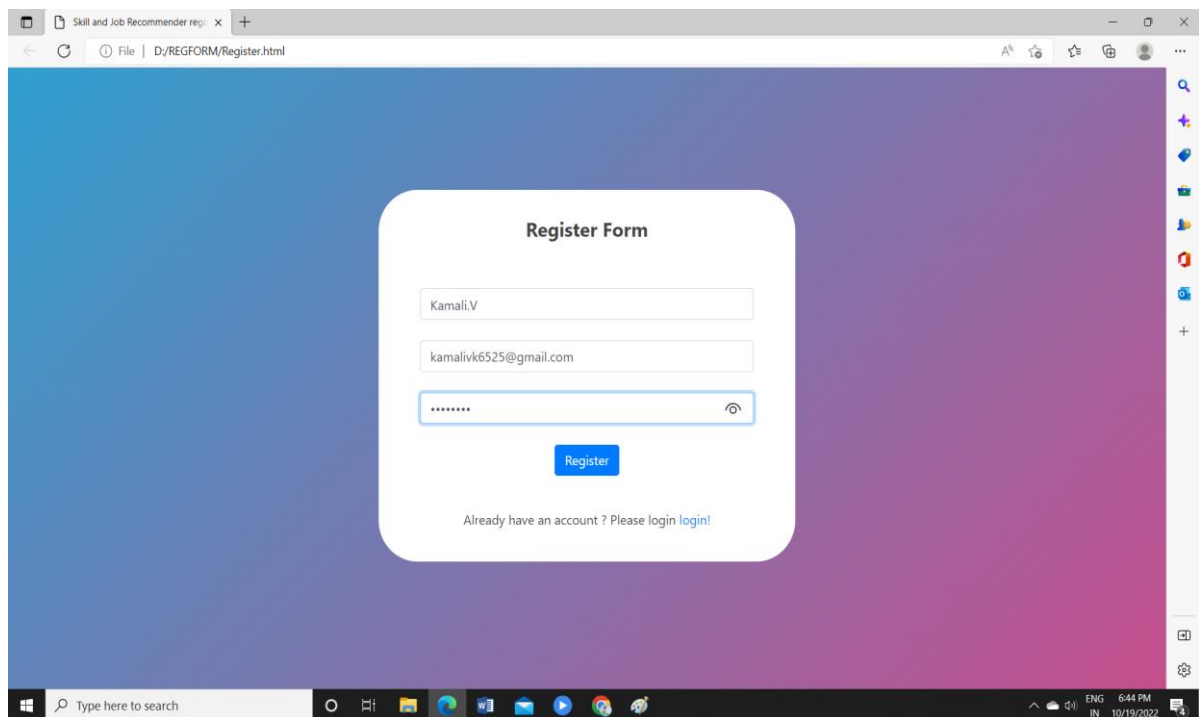 Skill and Job Recommender regi
File | D:/REGFORM/Register.html
Register Form
Kamali.V
kamalivk6525@gmail.com
••••••••
Register
Already have an account ? Please login login!
Type here to search
ENG 6:44 PM
IN 10/19/2022
4